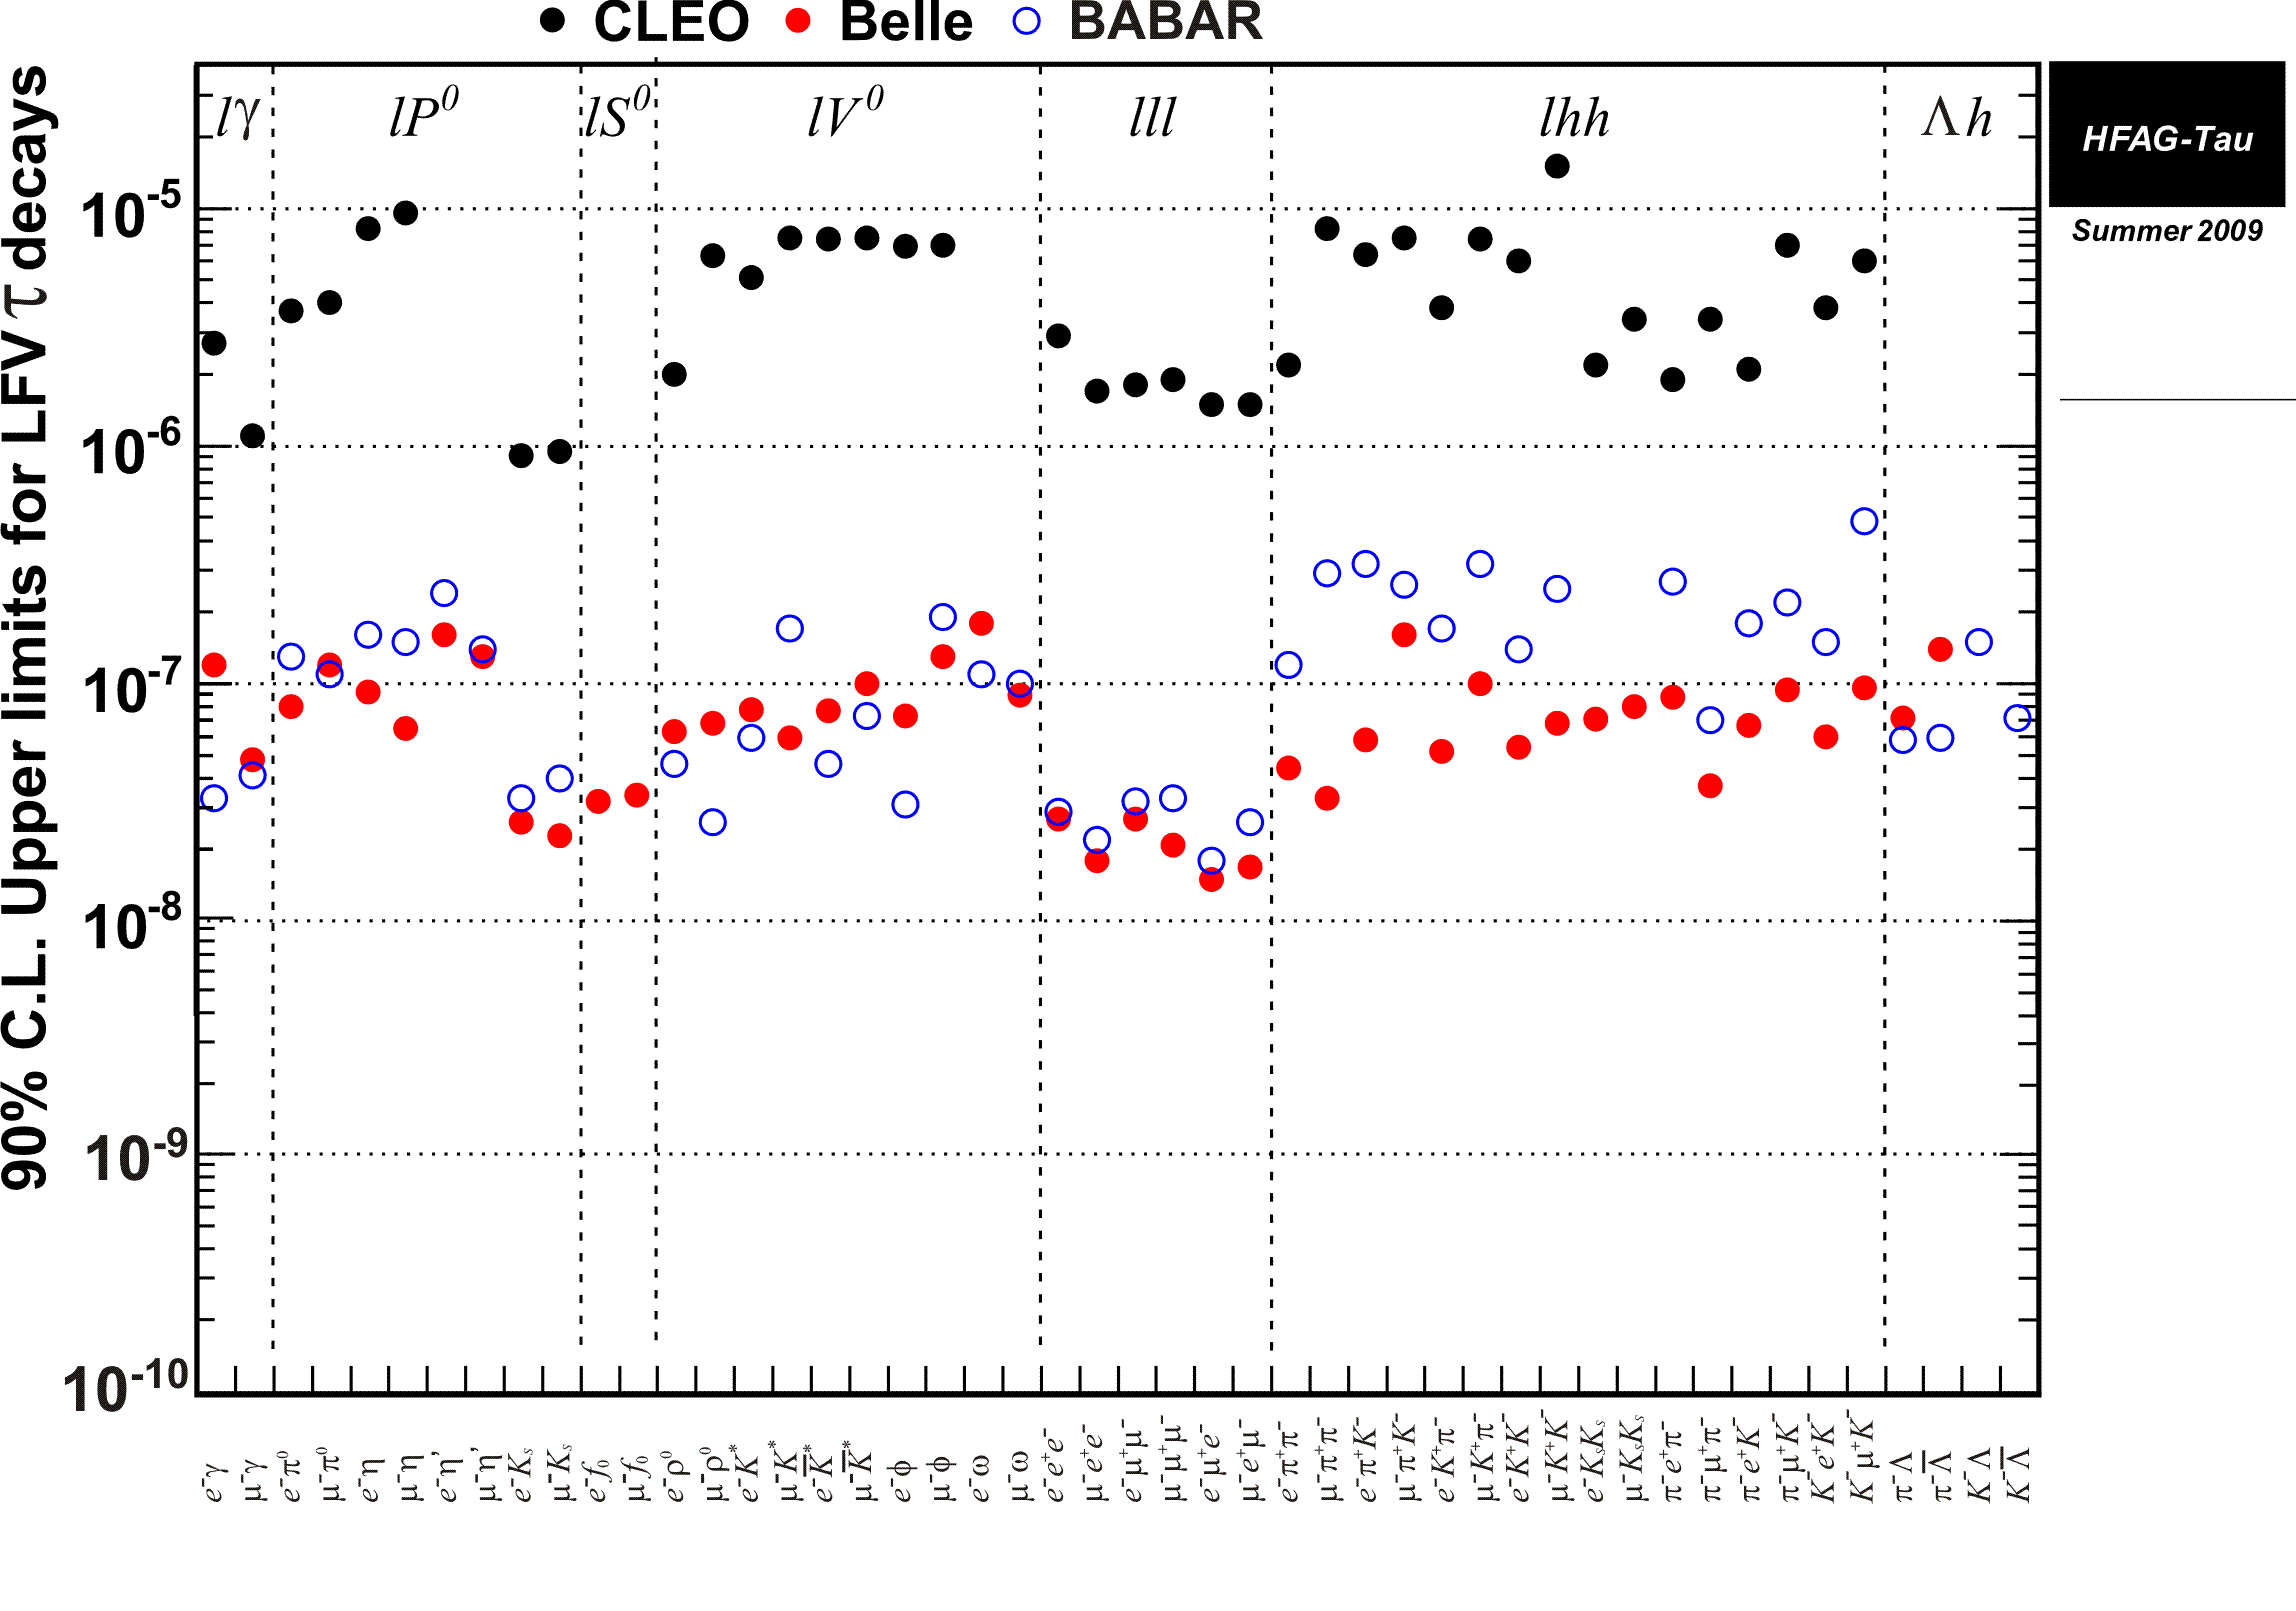 CLEO Belle BABAR
90% C.L. Upper limits for LFV τ decays
lγ lP⁰ lS⁰ lV⁰ lll lhh Λh
HFAG-Tau
Summer 2009
10⁻⁵
10⁻⁶
10⁻⁷
10⁻⁸
10⁻⁹
10⁻¹⁰
e⁻γ
μ⁻γ
e⁻π⁰
μ⁻π⁰
e⁻η
μ⁻η
e⁻η'
μ⁻η'
e⁻Kₛ
μ⁻Kₛ
e⁻f₀
μ⁻f₀
e⁻ρ⁰
μ⁻ρ⁰
e⁻K*
μ⁻K*
e⁻K̅*
μ⁻K̅*
e⁻φ
μ⁻φ
e⁻ω
μ⁻ω
e⁻e⁺e⁻
μ⁻e⁺e⁻
e⁻μ⁺μ⁻
μ⁻μ⁺μ⁻
e⁻μ⁺e⁻
μ⁻e⁺μ⁻
e⁻π⁺π⁻
μ⁻π⁺π⁻
e⁻π⁺K⁻
μ⁻π⁺K⁻
e⁻K⁺π⁻
μ⁻K⁺π⁻
e⁻K⁺K⁻
μ⁻K⁺K⁻
e⁻KₛKₛ
μ⁻KₛKₛ
π⁻e⁺π⁻
π⁻μ⁺π⁻
π⁻e⁺K⁻
π⁻μ⁺K⁻
K⁻e⁺K⁻
K⁻μ⁺K⁻
π⁻Λ
π⁻Λ̅
K⁻Λ
K⁻Λ̅